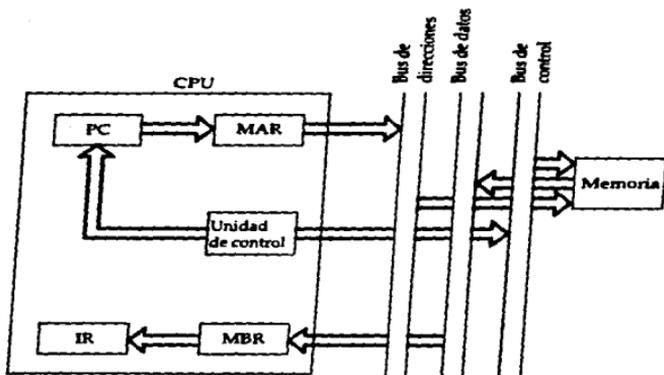 CPU
Bus de
direcciones
Bus de datos
Bus de
control
PC
MAR
Memoria
Unidad
de control
IR
MBR